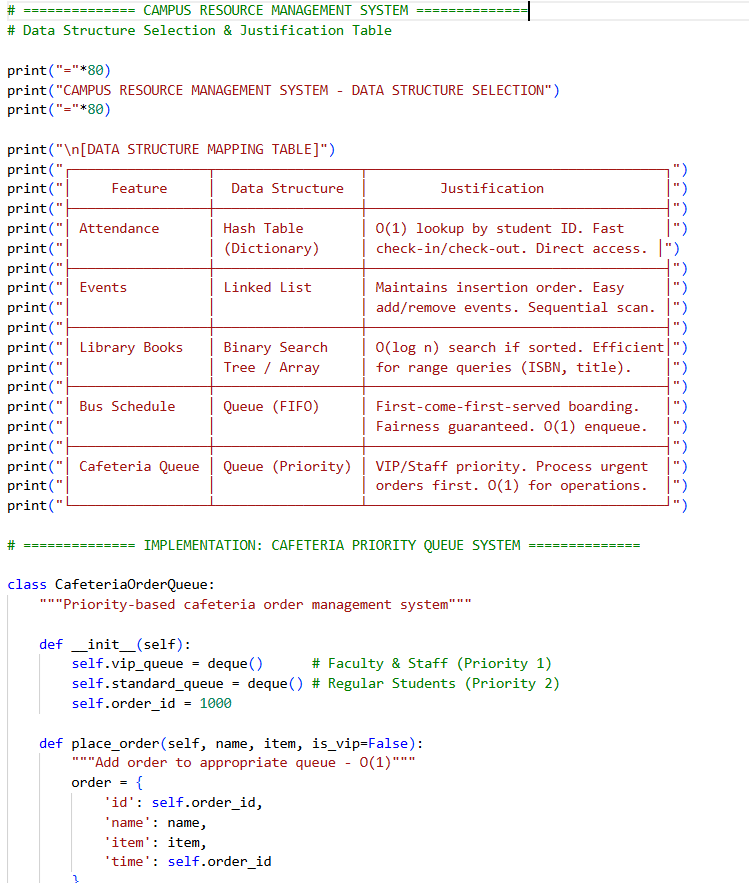 # ============== CAMPUS RESOURCE MANAGEMENT SYSTEM ==============
# Data Structure Selection & Justification Table
print("="*80)
print("CAMPUS RESOURCE MANAGEMENT SYSTEM - DATA STRUCTURE SELECTION")
print("="*80)
print("\n[DATA STRUCTURE MAPPING TABLE]")
print("┌──────────────────┬──────────────────┬──────────────────────────────────────┐")
print("│     Feature     │  Data Structure  │         Justification               │")
print("├──────────────────┼──────────────────┼──────────────────────────────────────┤")
print("│ Attendance      │ Hash Table       │ O(1) lookup by student ID. Fast     │")
print("│                 │ (Dictionary)     │ check-in/check-out. Direct access. │")
print("├──────────────────┼──────────────────┼──────────────────────────────────────┤")
print("│ Events          │ Linked List      │ Maintains insertion order. Easy     │")
print("│                 │                  │ add/remove events. Sequential scan. │")
print("├──────────────────┼──────────────────┼──────────────────────────────────────┤")
print("│ Library Books   │ Binary Search    │ O(log n) search if sorted. Efficient│")
print("│                 │ Tree / Array     │ for range queries (ISBN, title).    │")
print("├──────────────────┼──────────────────┼──────────────────────────────────────┤")
print("│ Bus Schedule    │ Queue (FIFO)     │ First-come-first-served boarding.   │")
print("│                 │                  │ Fairness guaranteed. O(1) enqueue.  │")
print("├──────────────────┼──────────────────┼──────────────────────────────────────┤")
print("│ Cafeteria Queue │ Queue (Priority) │ VIP/Staff priority. Process urgent  │")
print("│                 │                  │ orders first. O(1) for operations.  │")
print("└──────────────────┴──────────────────┴──────────────────────────────────────┘")
# ============== IMPLEMENTATION: CAFETERIA PRIORITY QUEUE SYSTEM ==============
class CafeteriaOrderQueue:
    """Priority-based cafeteria order management system"""
    def __init__(self):
        self.vip_queue = deque()      # Faculty & Staff (Priority 1)
        self.standard_queue = deque() # Regular Students (Priority 2)
        self.order_id = 1000
    def place_order(self, name, item, is_vip=False):
        """Add order to appropriate queue - O(1)"""
        order = {
            'id': self.order_id,
            'name': name,
            'item': item,
            'time': self.order_id
        }